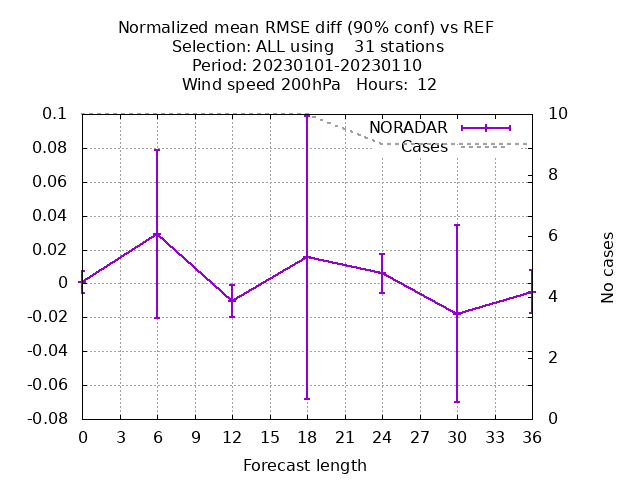 Normalized mean RMSE diff (90% conf) vs REF
Selection: ALL using    31 stations
Period: 20230101-20230110
Wind speed 200hPa   Hours:  12
0.1
0.08
0.06
0.04
0.02
0
-0.02
-0.04
-0.06
-0.08
NORADAR
Cases
10
8
6
4
2
0
No cases
0 3 6 9 12 15 18 21 24 27 30 33 36
Forecast length